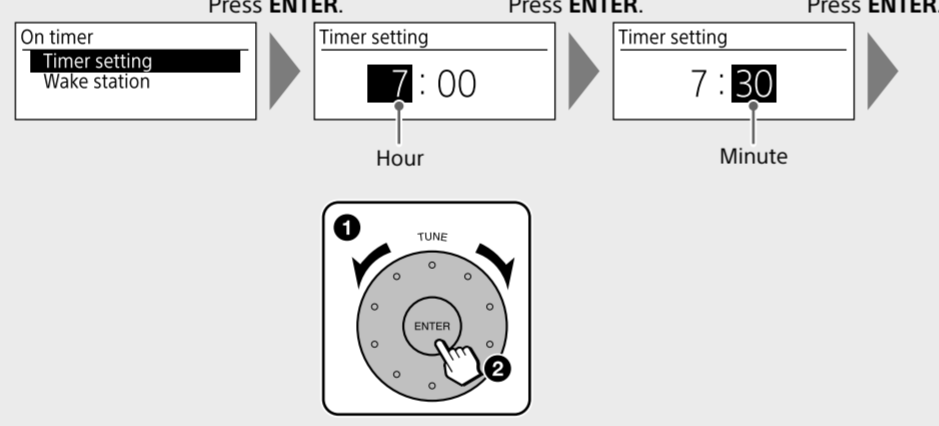 Press ENTER.
Press ENTER.
Press ENTER.
On timer
Timer setting
Wake station
Timer setting
7 : 00
Hour
Timer setting
7 : 30
Minute
1
TUNE
ENTER
2